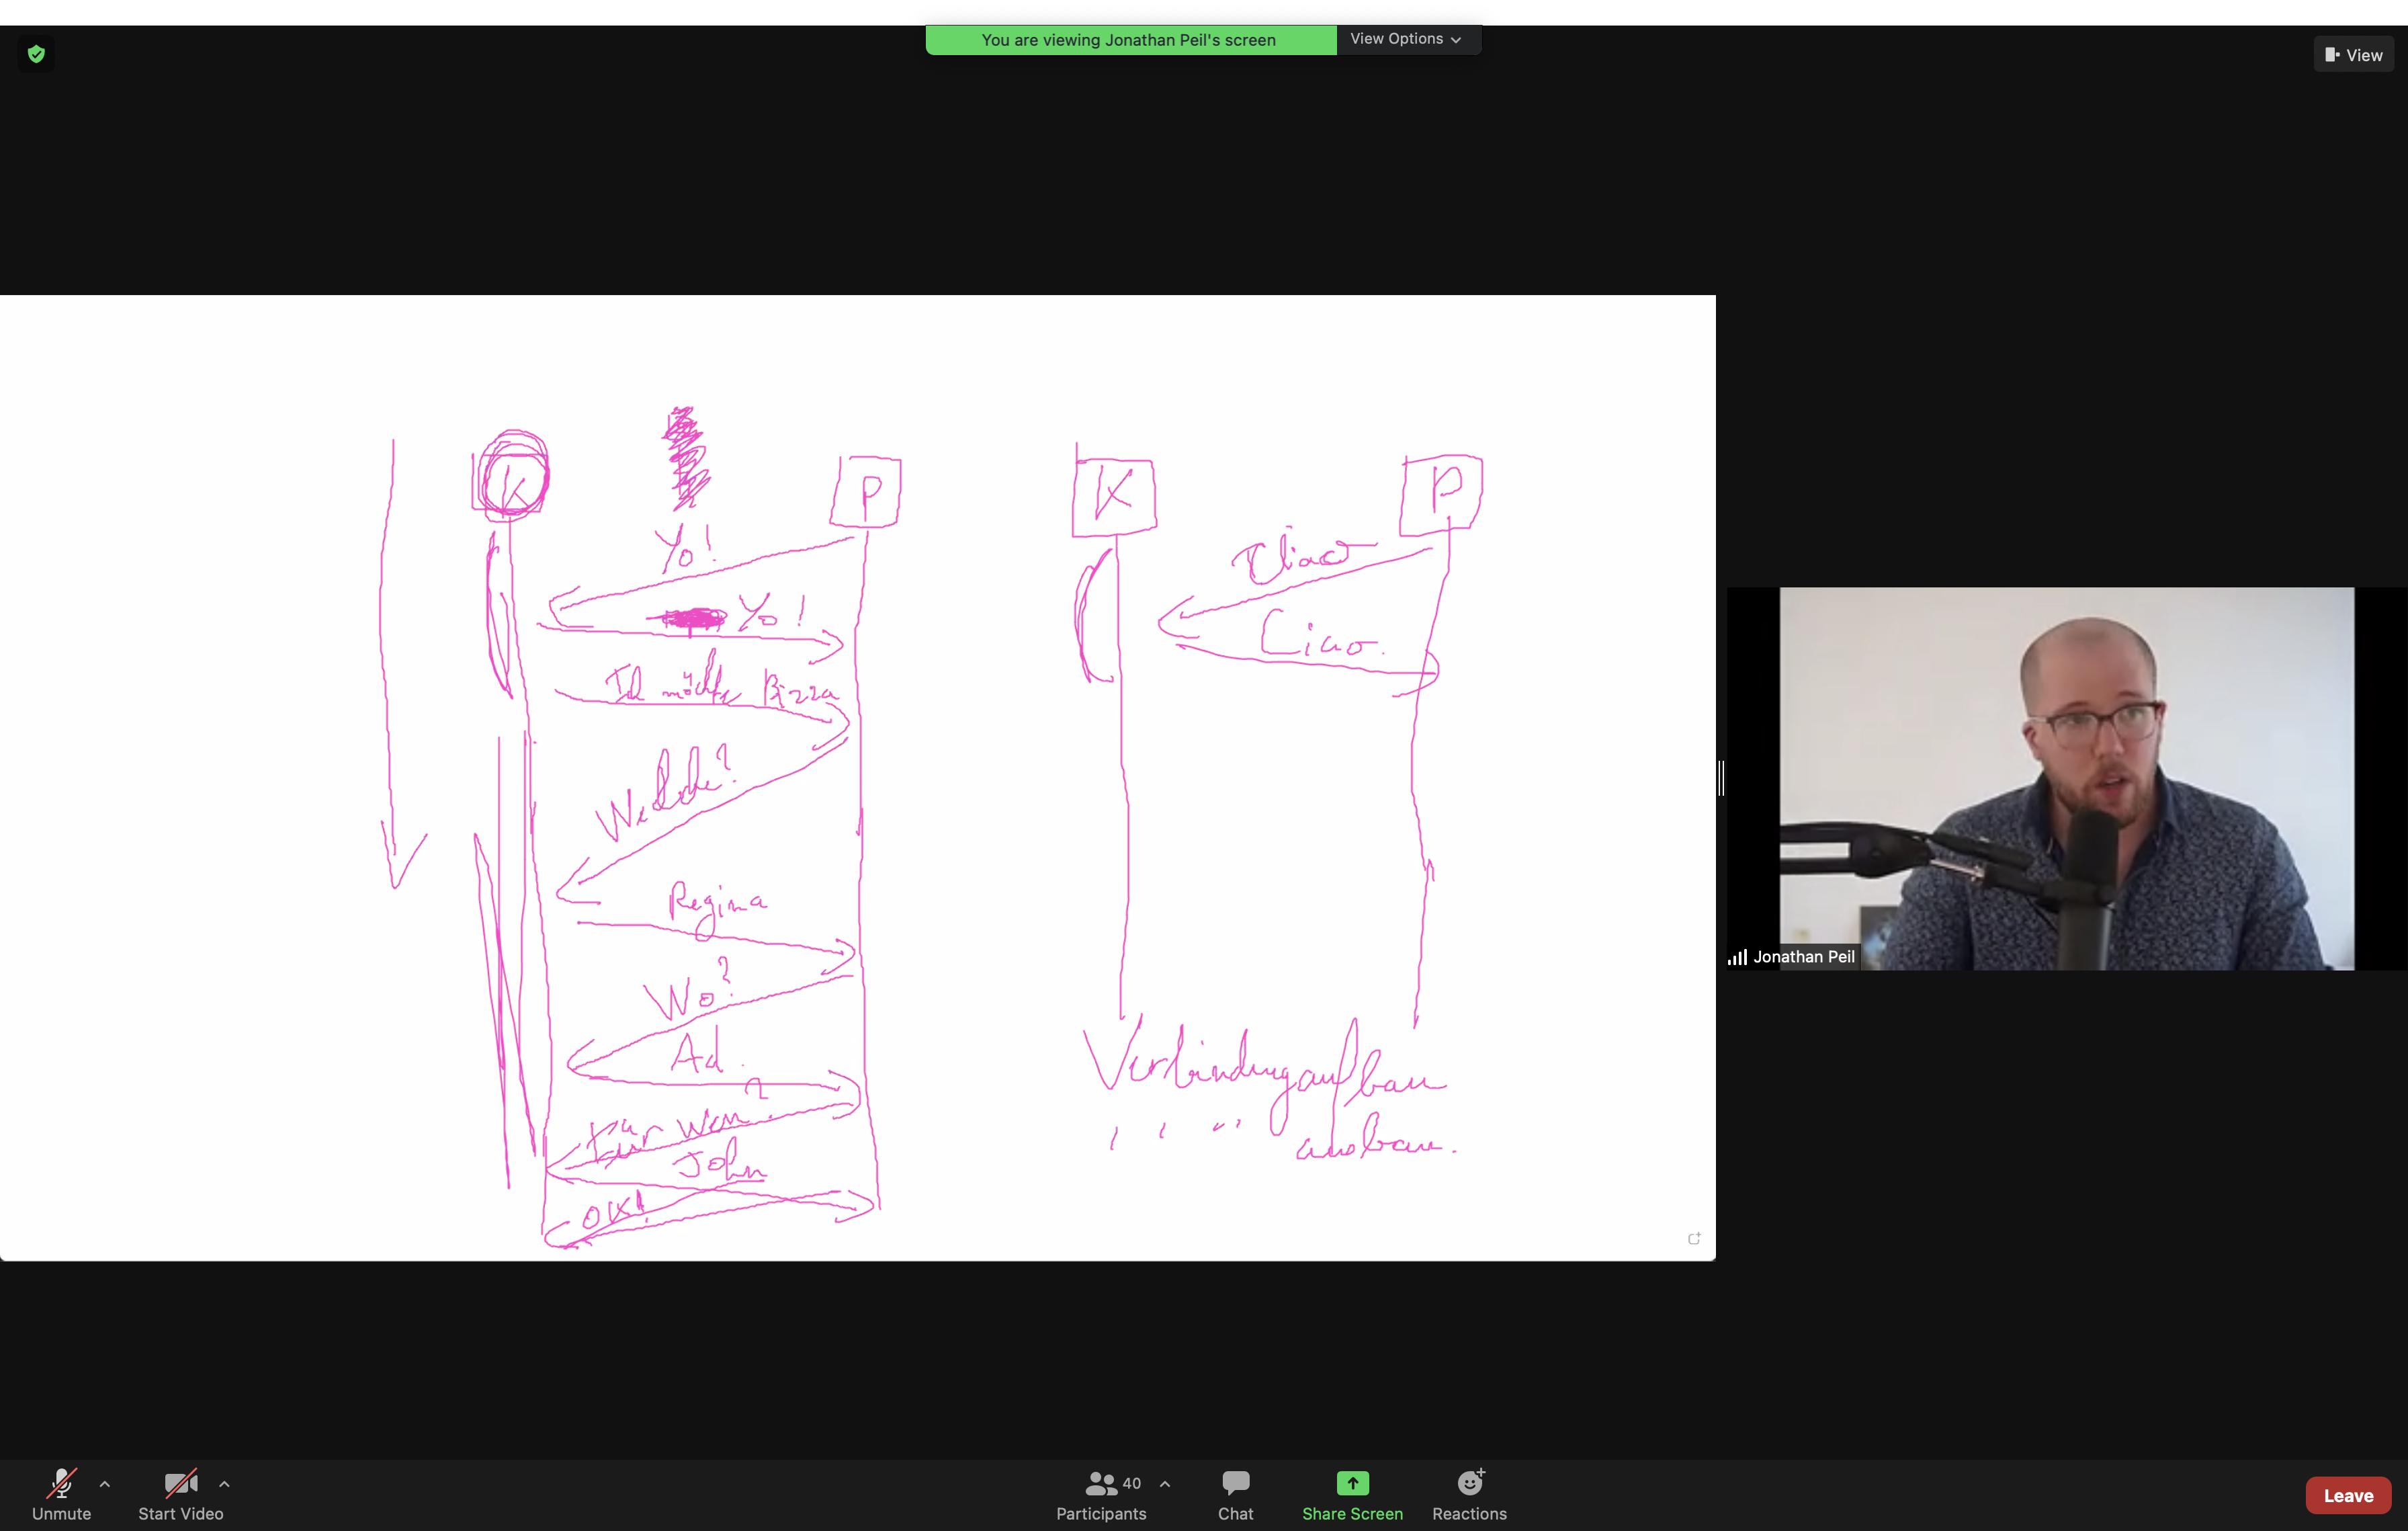 You are viewing Jonathan Peil's screen
View Options
View
K
P
Yo!
Yo!
Ich möchte Pizza
Welche?
Regina
Wo?
Ad.
Für Wen?
John
OK!
K
P
Ciao
Ciao.
Verbindungaufbau
" " ausbau.
Jonathan Peil
Unmute
Start Video
40
Participants
Chat
Share Screen
Reactions
Leave